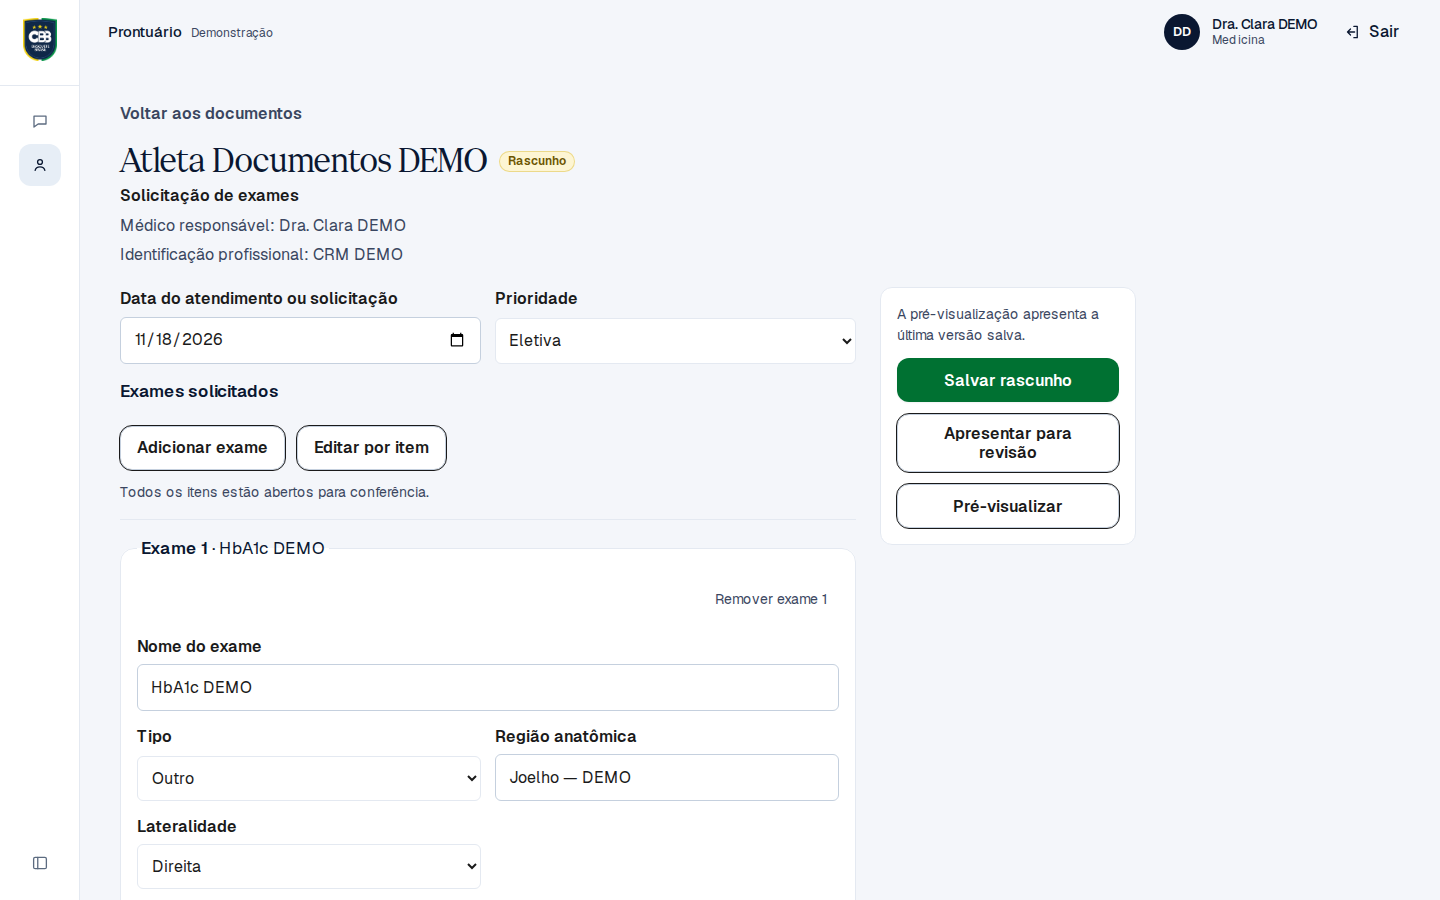 CBB
Prontuário Demonstração
DD
Dra. Clara DEMO
Medicina
Sair
Voltar aos documentos
Atleta Documentos DEMO
Rascunho
Solicitação de exames
Médico responsável: Dra. Clara DEMO
Identificação profissional: CRM DEMO
Data do atendimento ou solicitação
Prioridade
11/18/2026
Eletiva
A pré-visualização apresenta a
última versão salva.
Salvar rascunho
Apresentar para
revisão
Pré-visualizar
Exames solicitados
Adicionar exame
Editar por item
Todos os itens estão abertos para conferência.
Exame 1 · HbA1c DEMO
Remover exame 1
Nome do exame
HbA1c DEMO
Tipo
Região anatômica
Outro
Joelho — DEMO
Lateralidade
Direita